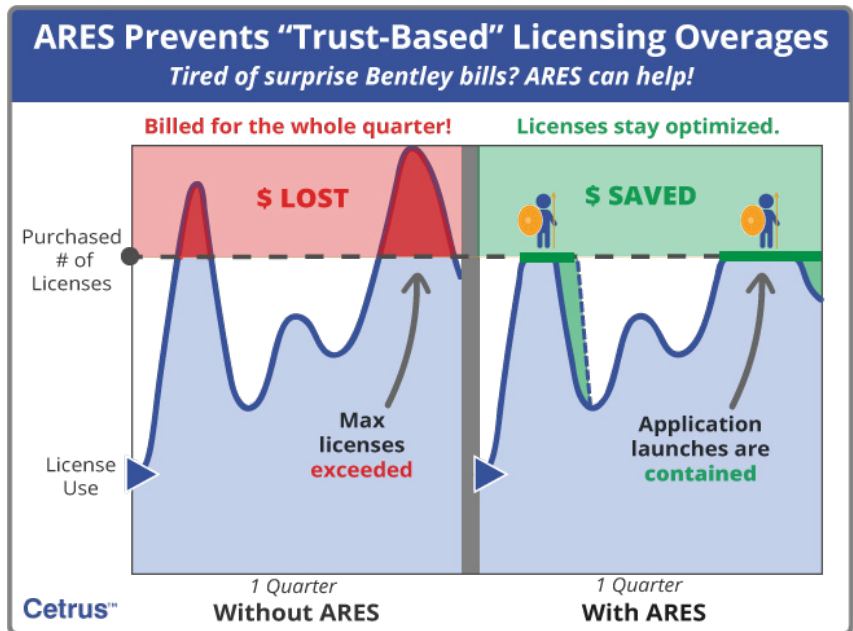 ARES Prevents “Trust-Based” Licensing Overages
Tired of surprise Bentley bills? ARES can help!
Billed for the whole quarter!
Licenses stay optimized.
$ LOST
$ SAVED
Purchased
# of
Licenses
Max
licenses
exceeded
Application
launches are
contained
License
Use
1 Quarter
1 Quarter
Cetrus™
Without ARES
With ARES